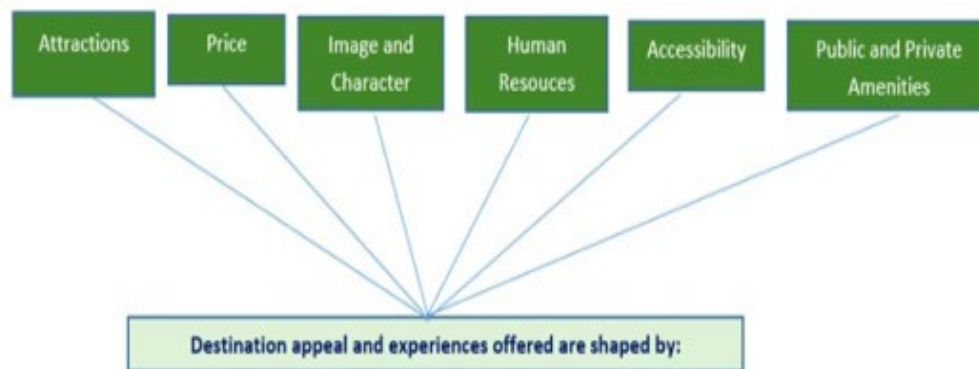 Attractions
Price
Image and
Character
Human
Resouces
Accessibility
Public and Private
Amenities
Destination appeal and experiences offered are shaped by: